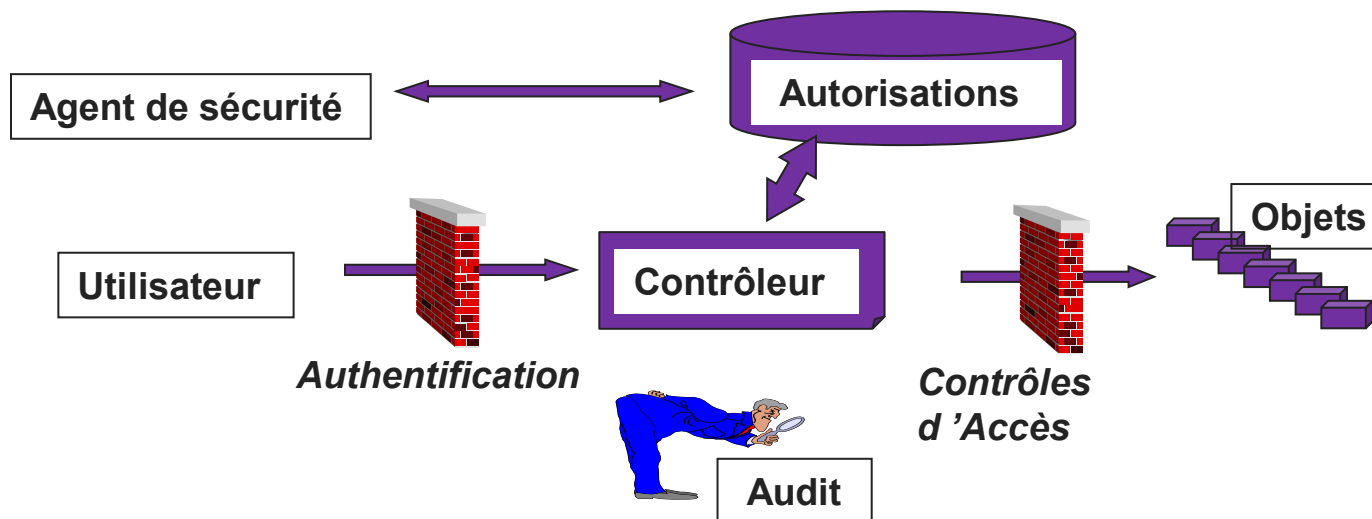 Autorisations
Agent de sécurité
Objets
Utilisateur
Contrôleur
Authentification
Contrôles
d ’Accès
Audit